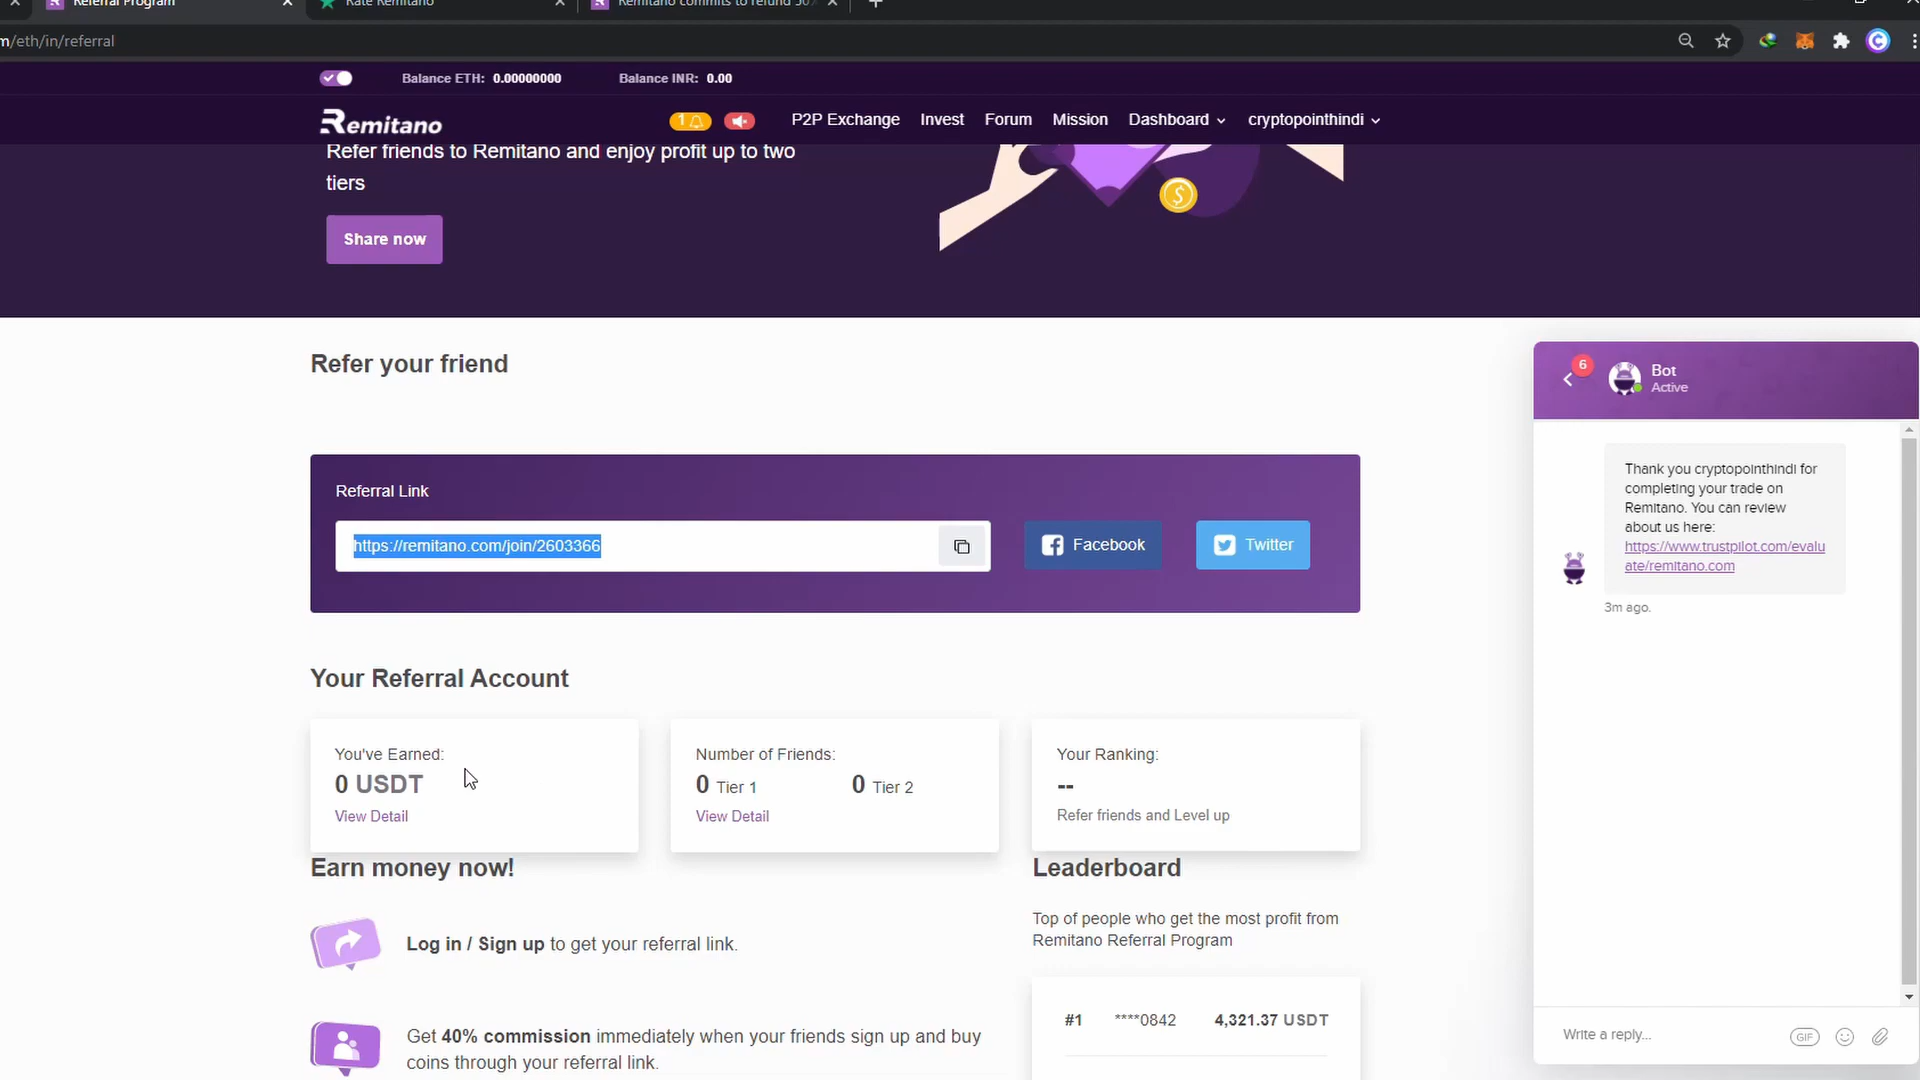 Referral Program
Rate Remitano
Remitano commits to refund 50
m/eth/in/referral
Balance ETH: 0.00000000
Balance INR: 0.00
Remitano
1
P2P Exchange
Invest
Forum
Mission
Dashboard
cryptopointhindi
Refer friends to Remitano and enjoy profit up to two
tiers
Share now
Refer your friend
Referral Link
https://remitano.com/join/2603366
Facebook
Twitter
Your Referral Account
You've Earned:
0 USDT
View Detail
Number of Friends:
0 Tier 1
0 Tier 2
View Detail
Your Ranking:
--
Refer friends and Level up
Earn money now!
Log in / Sign up to get your referral link.
Get 40% commission immediately when your friends sign up and buy
coins through your referral link.
Leaderboard
Top of people who get the most profit from
Remitano Referral Program
#1 ****0842 4,321.37 USDT
6
Bot
Active
Thank you cryptopointhindi for
completing your trade on
Remitano. You can review
about us here:
https://www.trustpilot.com/evalu
ate/remitano.com
3m ago.
Write a reply...
GIF